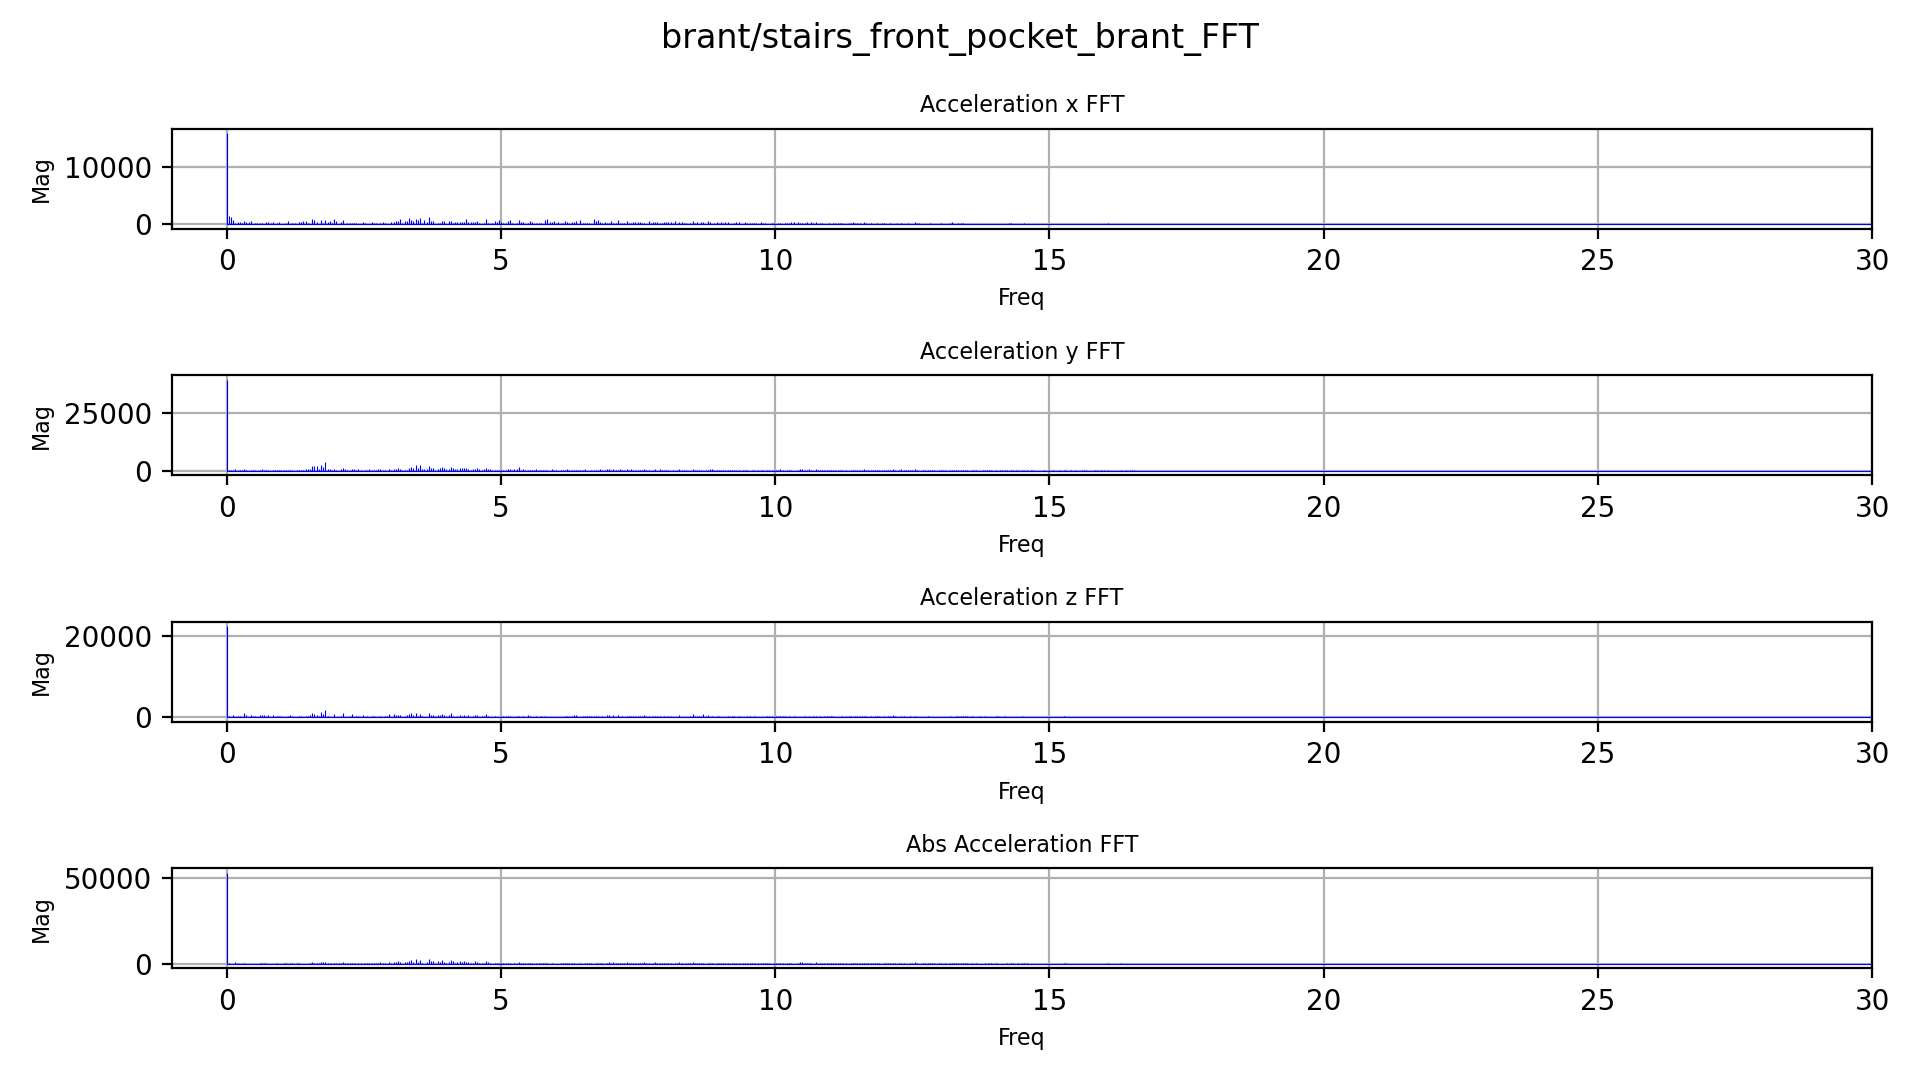 brant/stairs_front_pocket_brant_FFT
Acceleration x FFT
Mag
10000
0
0 5 10 15 20 25 30
Freq
Acceleration y FFT
Mag
25000
0
0 5 10 15 20 25 30
Freq
Acceleration z FFT
Mag
20000
0
0 5 10 15 20 25 30
Freq
Abs Acceleration FFT
Mag
50000
0
0 5 10 15 20 25 30
Freq